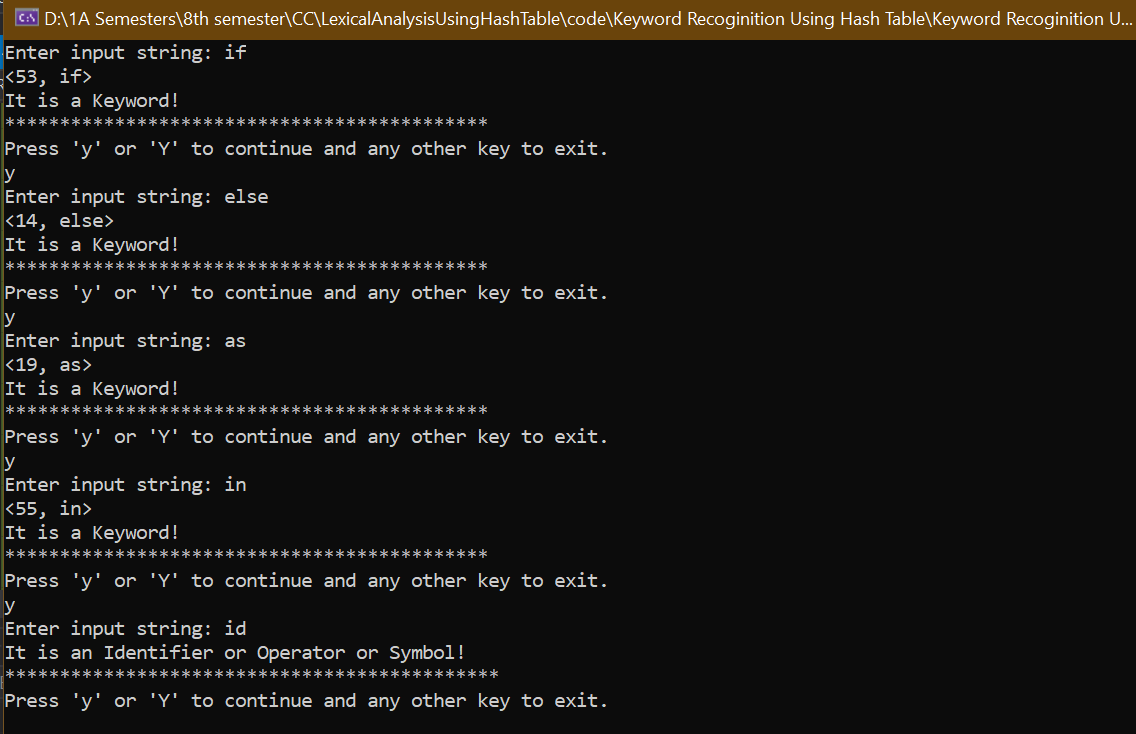 D:\1A Semesters\8th semester\CC\LexicalAnalysisUsingHashTable\code\Keyword Recoginition Using Hash Table\Keyword Recoginition U...
Enter input string: if
<53, if>
It is a Keyword!
********************************************
Press 'y' or 'Y' to continue and any other key to exit.
y
Enter input string: else
<14, else>
It is a Keyword!
********************************************
Press 'y' or 'Y' to continue and any other key to exit.
y
Enter input string: as
<19, as>
It is a Keyword!
********************************************
Press 'y' or 'Y' to continue and any other key to exit.
y
Enter input string: in
<55, in>
It is a Keyword!
********************************************
Press 'y' or 'Y' to continue and any other key to exit.
y
Enter input string: id
It is an Identifier or Operator or Symbol!
*********************************************
Press 'y' or 'Y' to continue and any other key to exit.